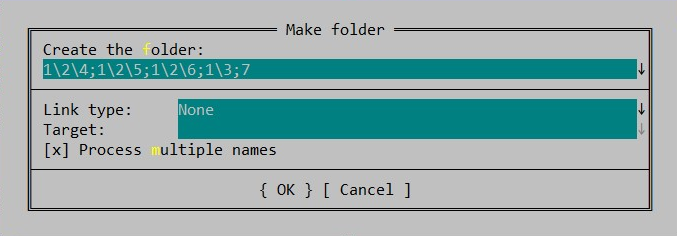 Make folder
Create the folder:
1\2\4;1\2\5;1\2\6;1\3;7 ↓
Link type: None ↓
Target: ↓
[x] Process multiple names
{ OK } [ Cancel ]